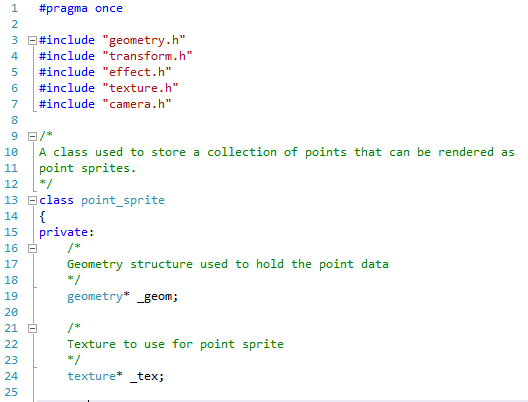 1 #pragma once
2
3 #include "geometry.h"
4 #include "transform.h"
5 #include "effect.h"
6 #include "texture.h"
7 #include "camera.h"
8
9 /*
10 A class used to store a collection of points that can be rendered as
11 point sprites.
12 */
13 class point_sprite
14 {
15 private:
16 /*
17 Geometry structure used to hold the point data
18 */
19 geometry* _geom;
20
21 /*
22 Texture to use for point sprite
23 */
24 texture* _tex;
25